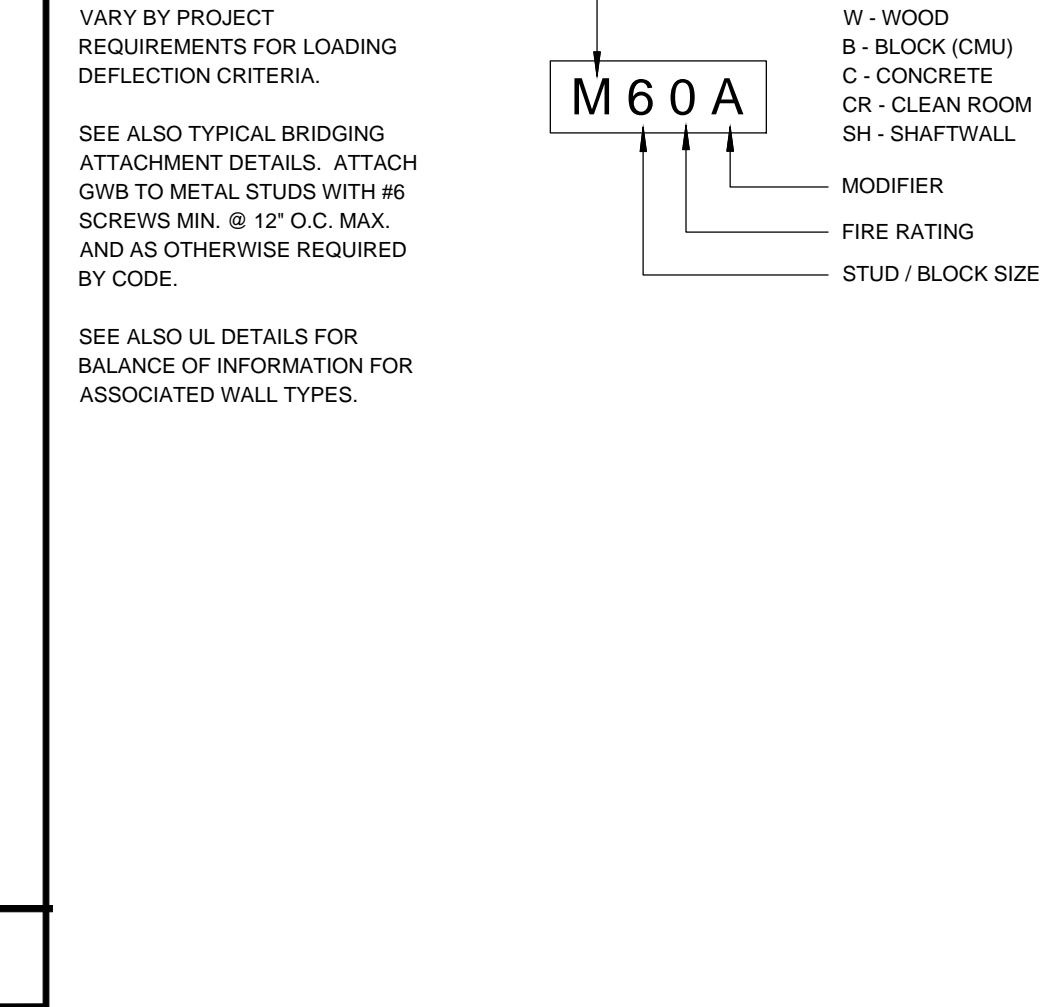 VARY BY PROJECT
REQUIREMENTS FOR LOADING
DEFLECTION CRITERIA.
SEE ALSO TYPICAL BRIDGING
ATTACHMENT DETAILS. ATTACH
GWB TO METAL STUDS WITH #6
SCREWS MIN. @ 12" O.C. MAX.
AND AS OTHERWISE REQUIRED
BY CODE.
SEE ALSO UL DETAILS FOR
BALANCE OF INFORMATION FOR
ASSOCIATED WALL TYPES.
M60A
W - WOOD
B - BLOCK (CMU)
C - CONCRETE
CR - CLEAN ROOM
SH - SHAFTWALL
MODIFIER
FIRE RATING
STUD / BLOCK SIZE